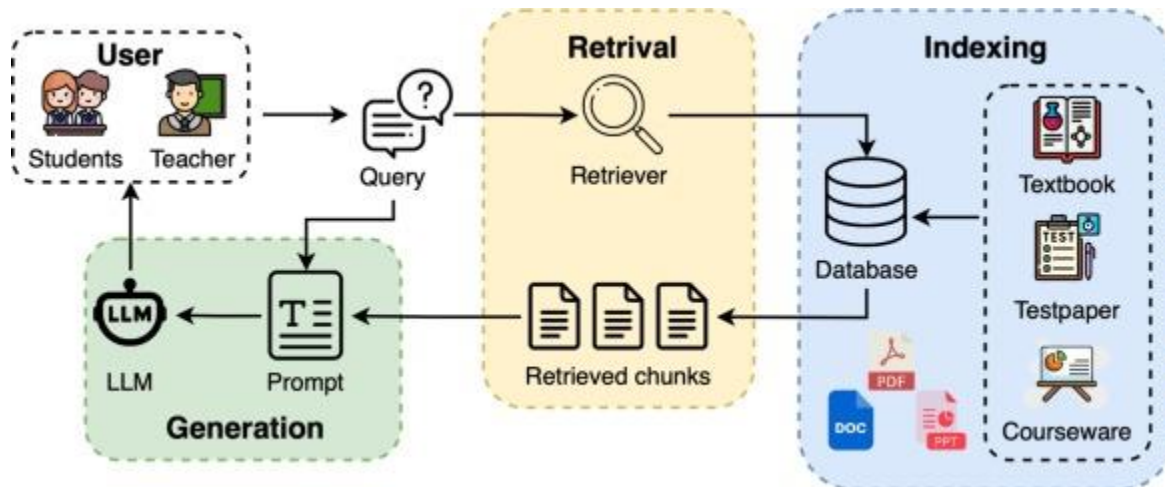 User
Students
Teacher
Query
?
Retrival
Retriever
Retrieved chunks
Indexing
Database
Textbook
TEST
Testpaper
Courseware
PDF
DOC
PPT
LLM
LLM
T
Prompt
Generation